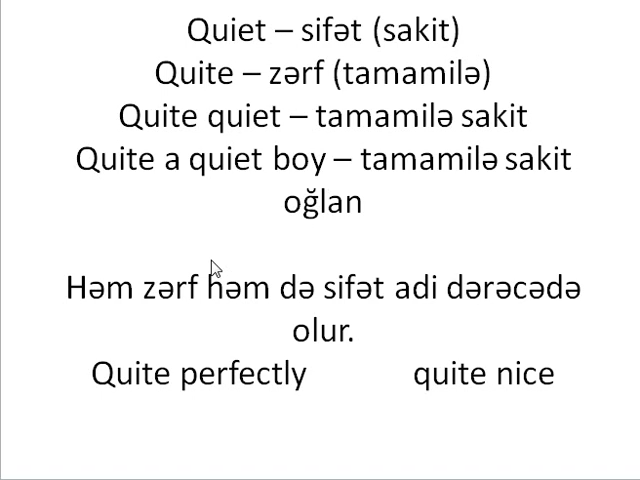 Quiet – sifət (sakit)
Quite – zərf (tamamilə)
Quite quiet – tamamilə sakit
Quite a quiet boy – tamamilə sakit
oğlan
Həm zərf həm də sifət adi dərəcədə
olur.
Quite perfectly quite nice